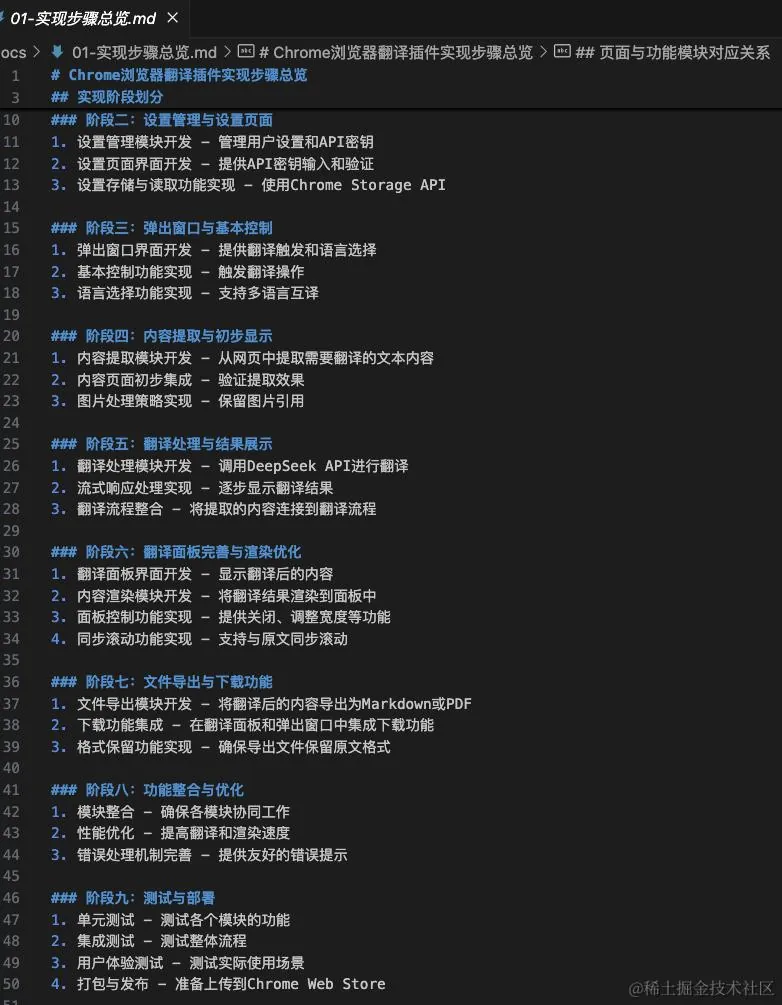 01-实现步骤总览.md ×
ocs > 01-实现步骤总览.md > # Chrome浏览器翻译插件实现步骤总览 > ## 页面与功能模块对应关系
1 # Chrome浏览器翻译插件实现步骤总览
3 ## 实现阶段划分
10 ### 阶段二：设置管理与设置页面
11 1. 设置管理模块开发 - 管理用户设置和API密钥
12 2. 设置页面界面开发 - 提供API密钥输入和验证
13 3. 设置存储与读取功能实现 - 使用Chrome Storage API
14
15 ### 阶段三：弹出窗口与基本控制
16 1. 弹出窗口界面开发 - 提供翻译触发和语言选择
17 2. 基本控制功能实现 - 触发翻译操作
18 3. 语言选择功能实现 - 支持多语言互译
19
20 ### 阶段四：内容提取与初步显示
21 1. 内容提取模块开发 - 从网页中提取需要翻译的文本内容
22 2. 内容页面初步集成 - 验证提取效果
23 3. 图片处理策略实现 - 保留图片引用
24
25 ### 阶段五：翻译处理与结果展示
26 1. 翻译处理模块开发 - 调用DeepSeek API进行翻译
27 2. 流式响应处理实现 - 逐步显示翻译结果
28 3. 翻译流程整合 - 将提取的内容连接到翻译流程
29
30 ### 阶段六：翻译面板完善与渲染优化
31 1. 翻译面板界面开发 - 显示翻译后的内容
32 2. 内容渲染模块开发 - 将翻译结果渲染到面板中
33 3. 面板控制功能实现 - 提供关闭、调整宽度等功能
34 4. 同步滚动功能实现 - 支持与原文同步滚动
35
36 ### 阶段七：文件导出与下载功能
37 1. 文件导出模块开发 - 将翻译后的内容导出为Markdown或PDF
38 2. 下载功能集成 - 在翻译面板和弹出窗口中集成下载功能
39 3. 格式保留功能实现 - 确保导出文件保留原文格式
40
41 ### 阶段八：功能整合与优化
42 1. 模块整合 - 确保各模块协同工作
43 2. 性能优化 - 提高翻译和渲染速度
44 3. 错误处理机制完善 - 提供友好的错误提示
45
46 ### 阶段九：测试与部署
47 1. 单元测试 - 测试各个模块的功能
48 2. 集成测试 - 测试整体流程
49 3. 用户体验测试 - 测试实际使用场景
50 4. 打包与发布 - 准备上传到Chrome Web Store
@稀土掘金技术社区